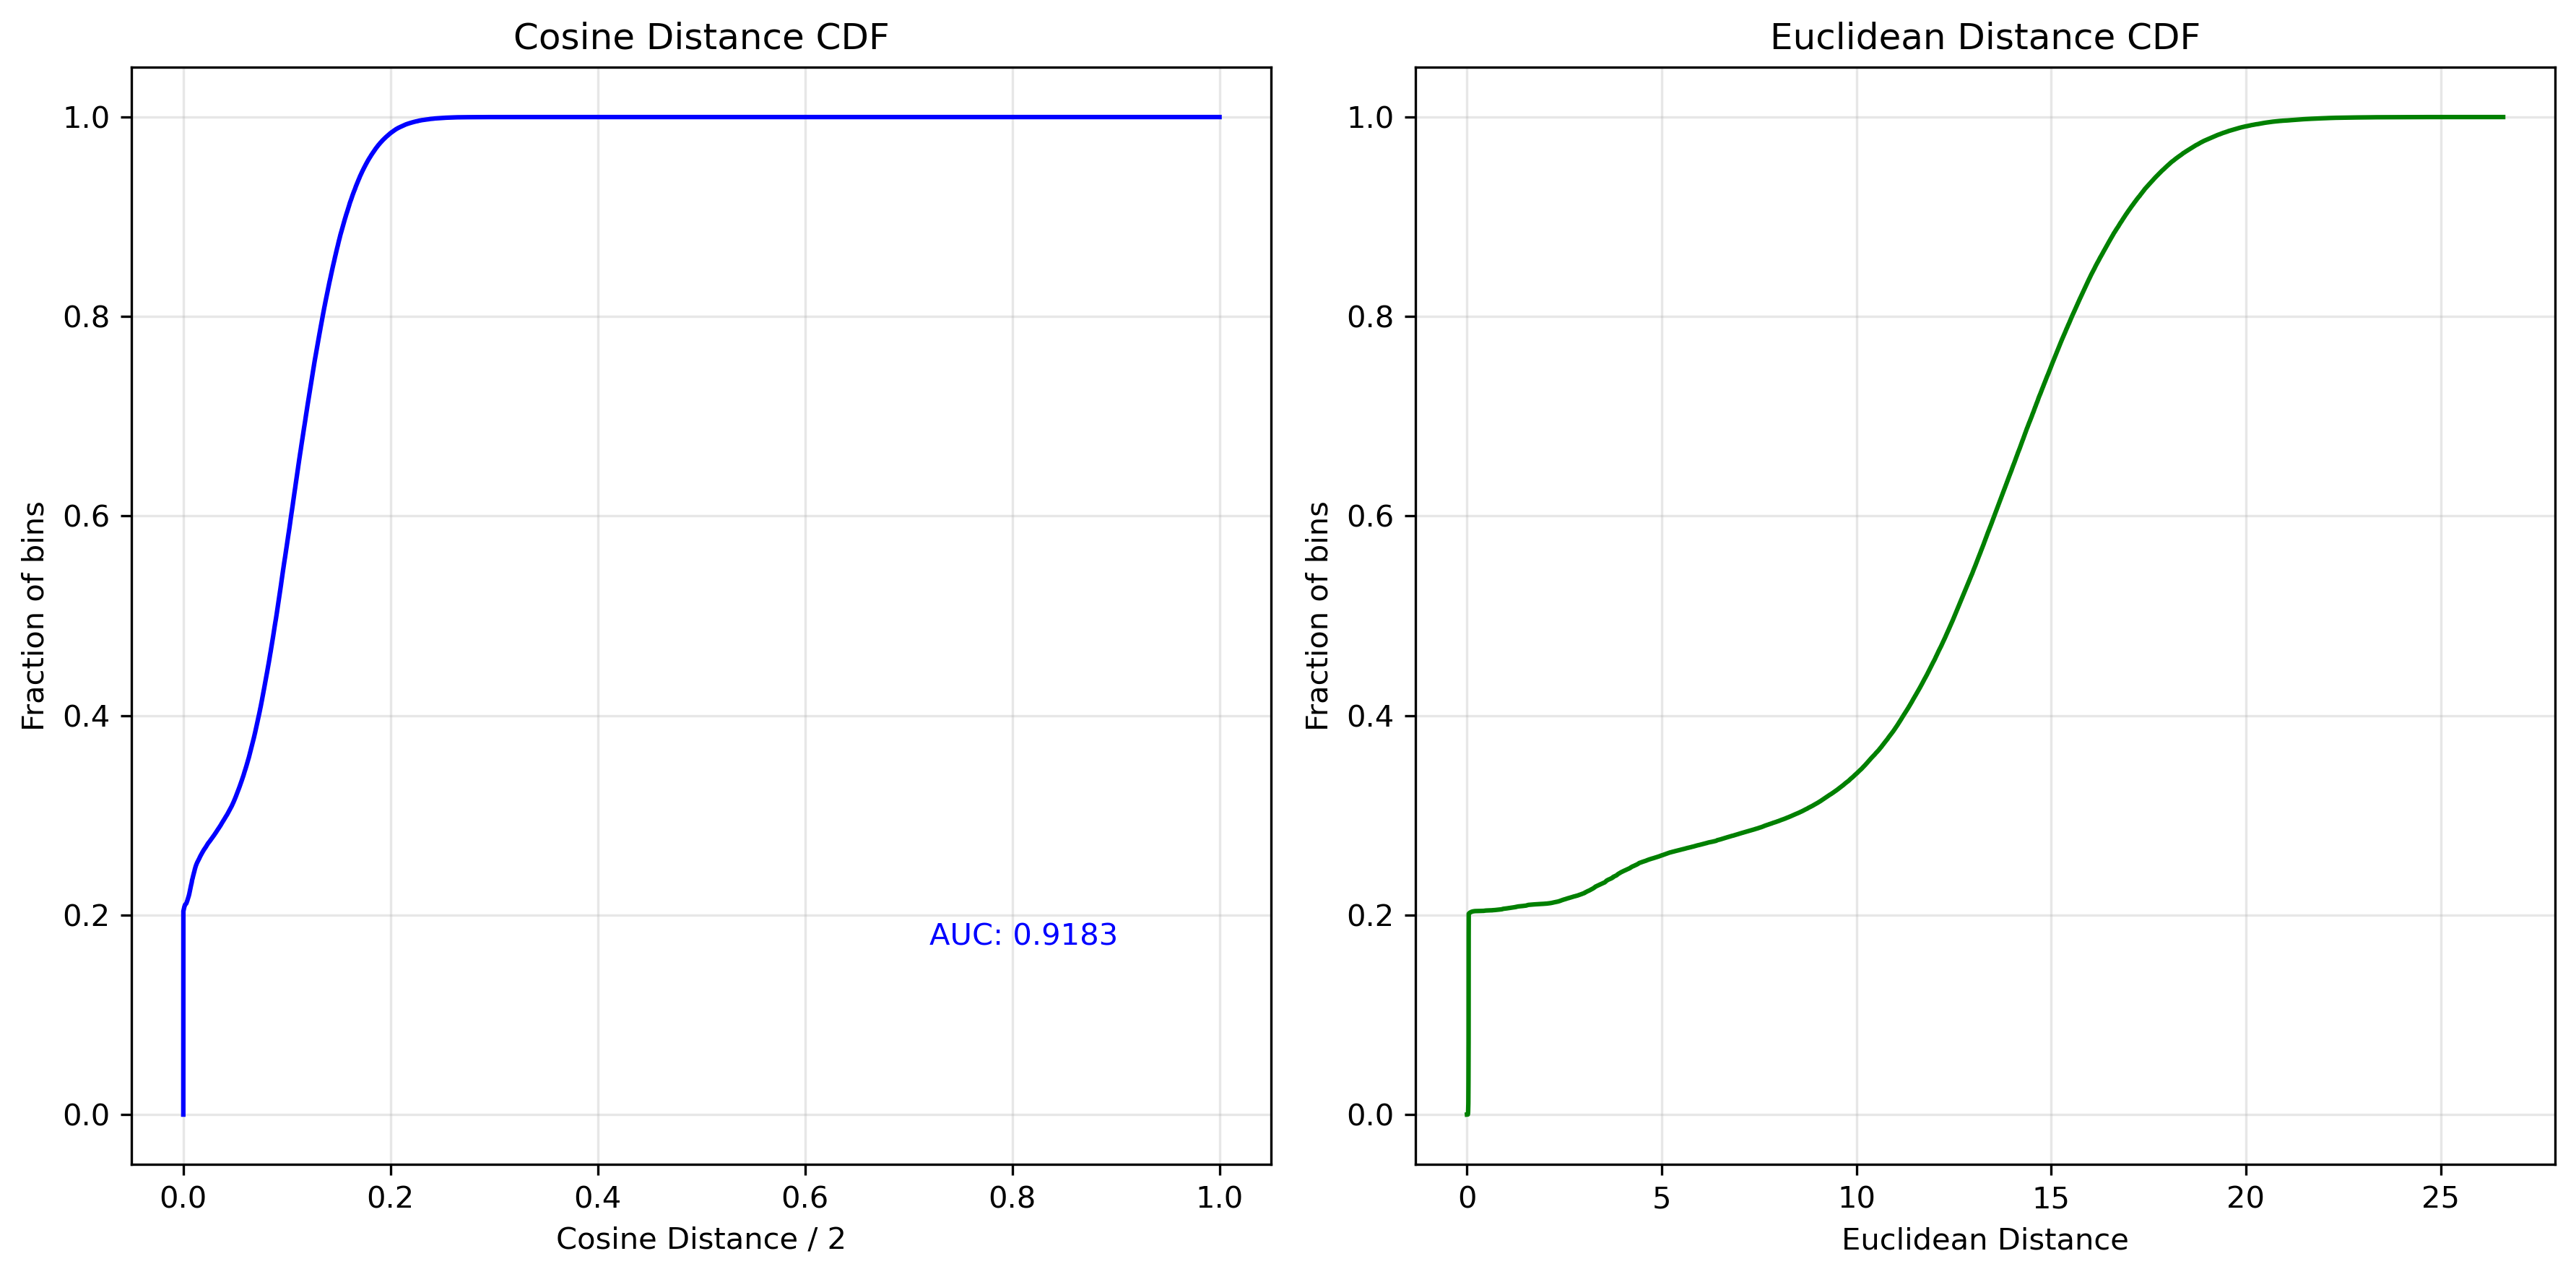 Cosine Distance CDF
Fraction of bins
1.0
0.8
0.6
0.4
0.2
0.0
AUC: 0.9183
0.0 0.2 0.4 0.6 0.8 1.0
Cosine Distance / 2
Euclidean Distance CDF
Fraction of bins
1.0
0.8
0.6
0.4
0.2
0.0
0 5 10 15 20 25
Euclidean Distance